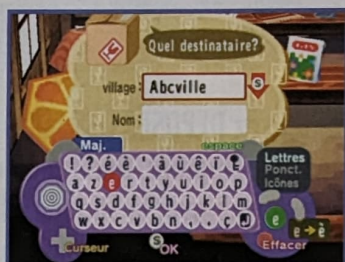 Quel destinataire?
village: Abcville S
Nom:
Maj. espace
! ? é è ' à ù ê ï
a z e r t y u i o p
q s d f g h j k l m
w x c v b n , . ç
Lettres
Ponct.
Icônes
e
e → è
Curseur
S OK
Effacer